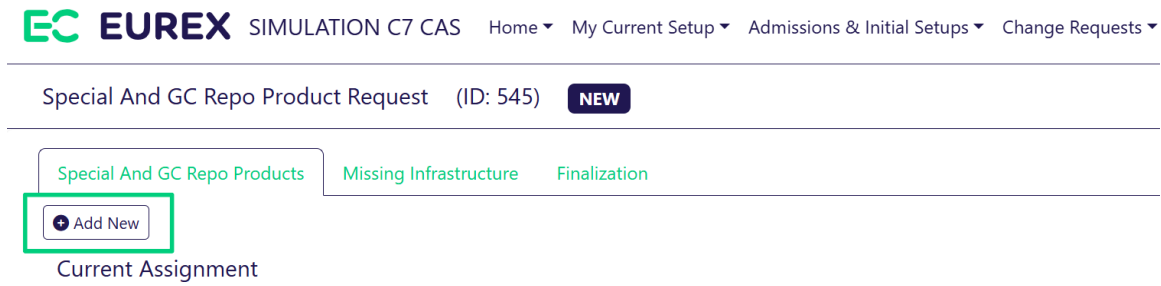 EC EUREX SIMULATION C7 CAS Home My Current Setup Admissions & Initial Setups Change Requests
Special And GC Repo Product Request (ID: 545) NEW
Special And GC Repo Products Missing Infrastructure Finalization
Add New
Current Assignment